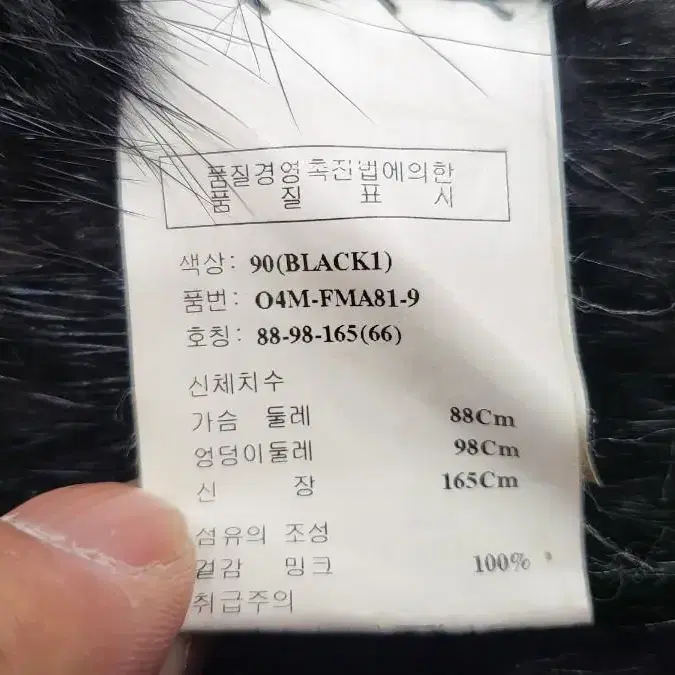 품질경영촉진법에의한
품 질 표 시
색상: 90(BLACK1)
품번: O4M-FMA81-9
호칭: 88-98-165(66)
신체치수
가슴 둘레 88Cm
엉덩이둘레 98Cm
신 장 165Cm
섬유의 조성
겉감 밍크 100%
취급주의